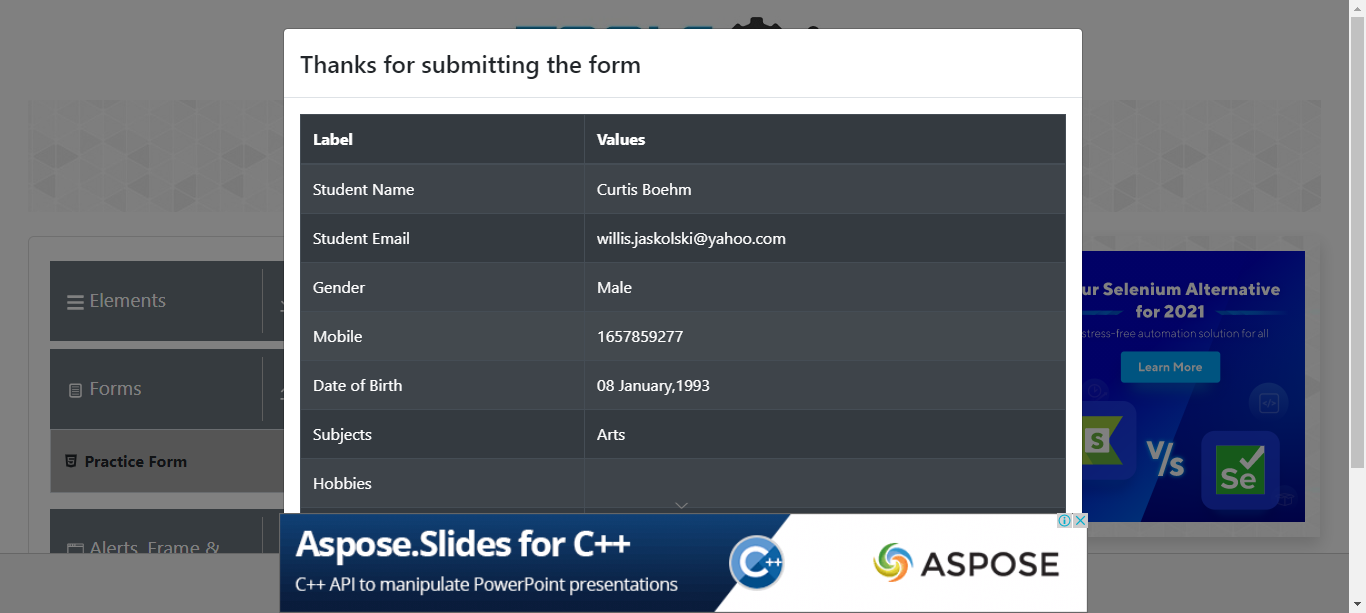 Thanks for submitting the form
Label Values
Student Name Curtis Boehm
Student Email willis.jaskolski@yahoo.com
Gender Male
Mobile 1657859277
Date of Birth 08 January,1993
Subjects Arts
Hobbies
Elements
Forms
Practice Form
Alerts, Frame &
ur Selenium Alternative
for 2021
stress-free automation solution for all
Learn More
S
V/s
Se
Aspose.Slides for C++
C++ API to manipulate PowerPoint presentations
C++
ASPOSE